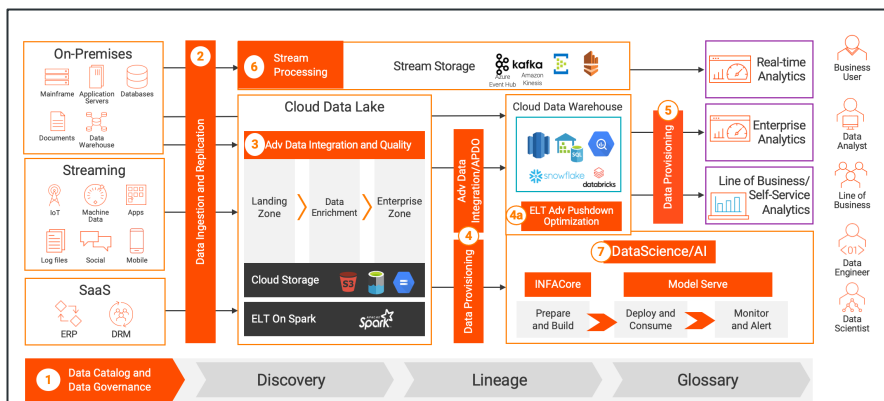 On-Premises
Mainframe
Application
Servers
Databases
Documents
Data
Warehouse
Streaming
IoT
Machine
Data
Apps
Log files
Social
Mobile
SaaS
ERP
DRM
2
Data Ingestion and Replication
6
Stream
Processing
Stream Storage
Azure
Event Hub
kafka
Amazon
Kinesis
Cloud Data Lake
3
Adv Data Integration and Quality
Landing
Zone
Data
Enrichment
Enterprise
Zone
Cloud Storage
S3
ELT On Spark
APACHE
Spark
Adv Data
Integration/APDO
4
Data Provisioning
Cloud Data Warehouse
SQL
snowflake
databricks
4a
ELT Adv Pushdown
Optimization
5
Data Provisioning
7
DataScience/AI
INFACore
Model Serve
Prepare
and Build
Deploy and
Consume
Monitor
and Alert
Real-time
Analytics
Enterprise
Analytics
Line of Business/
Self-Service
Analytics
Business
User
Data
Analyst
Line of
Business
Data
Engineer
Data
Scientist
1
Data Catalog and
Data Governance
Discovery
Lineage
Glossary